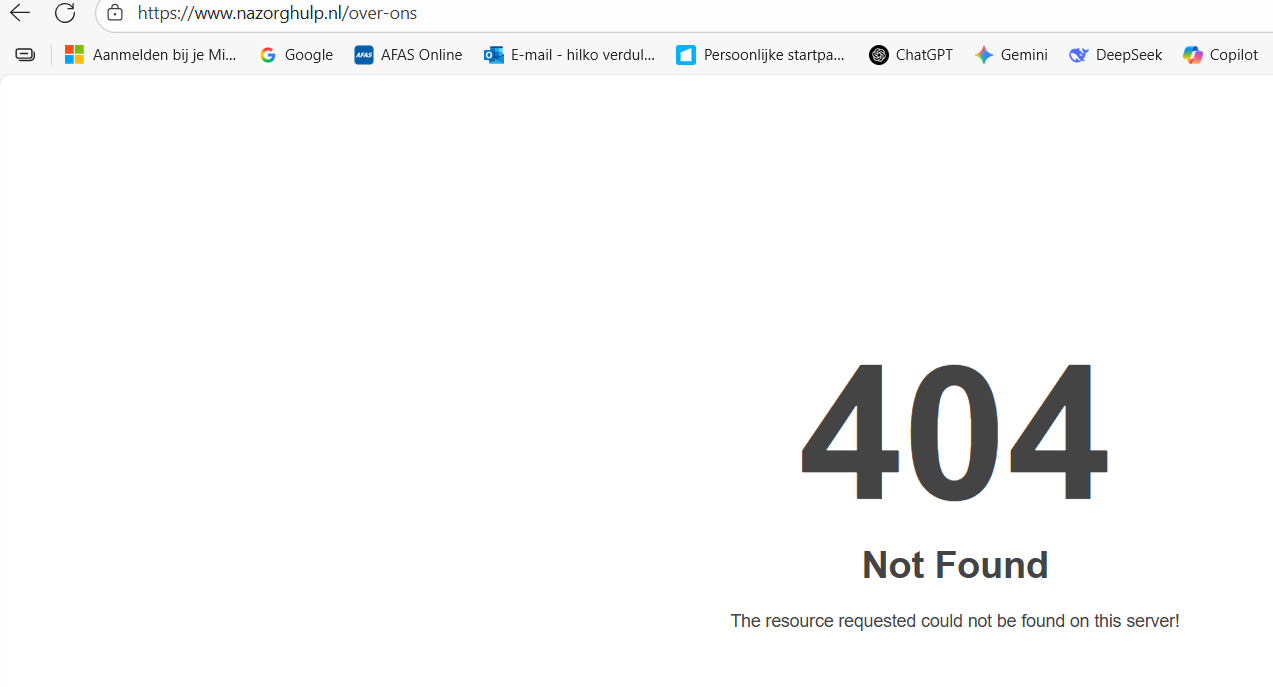 https://www.nazorghulp.nl/over-ons
Aanmelden bij je Mi... Google AFAS Online E-mail - hilko verdul... Persoonlijke startpa... ChatGPT Gemini DeepSeek Copilot
404
Not Found
The resource requested could not be found on this server!